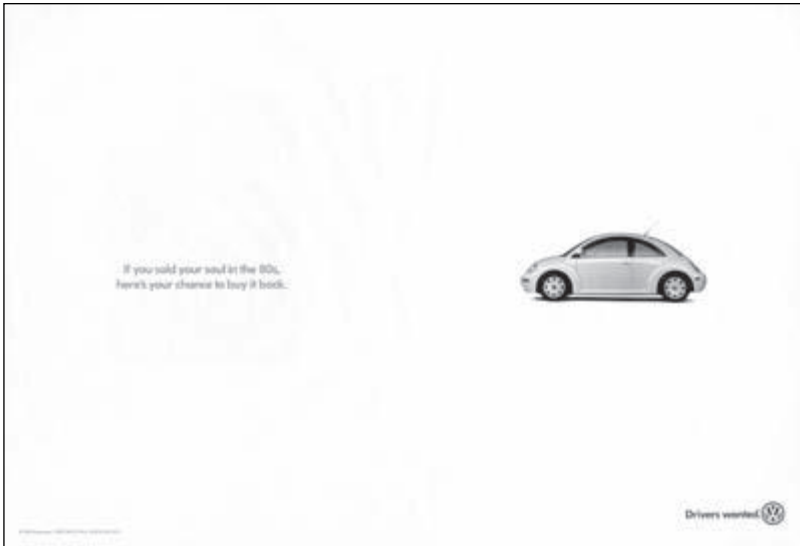 If you sold your soul in the 80s,
here's your chance to buy it back.
Drivers wanted.